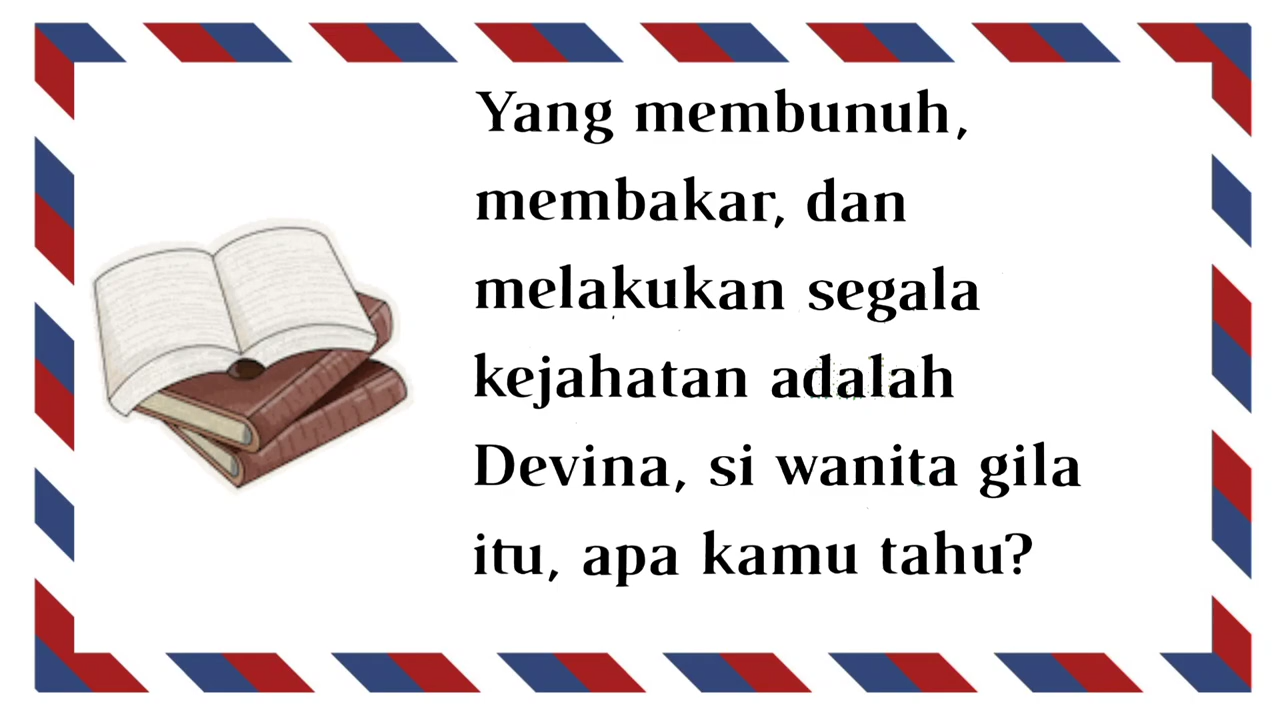 Yang membunuh,
membakar, dan
melakukan segala
kejahatan adalah
Devina, si wanita gila
itu, apa kamu tahu?